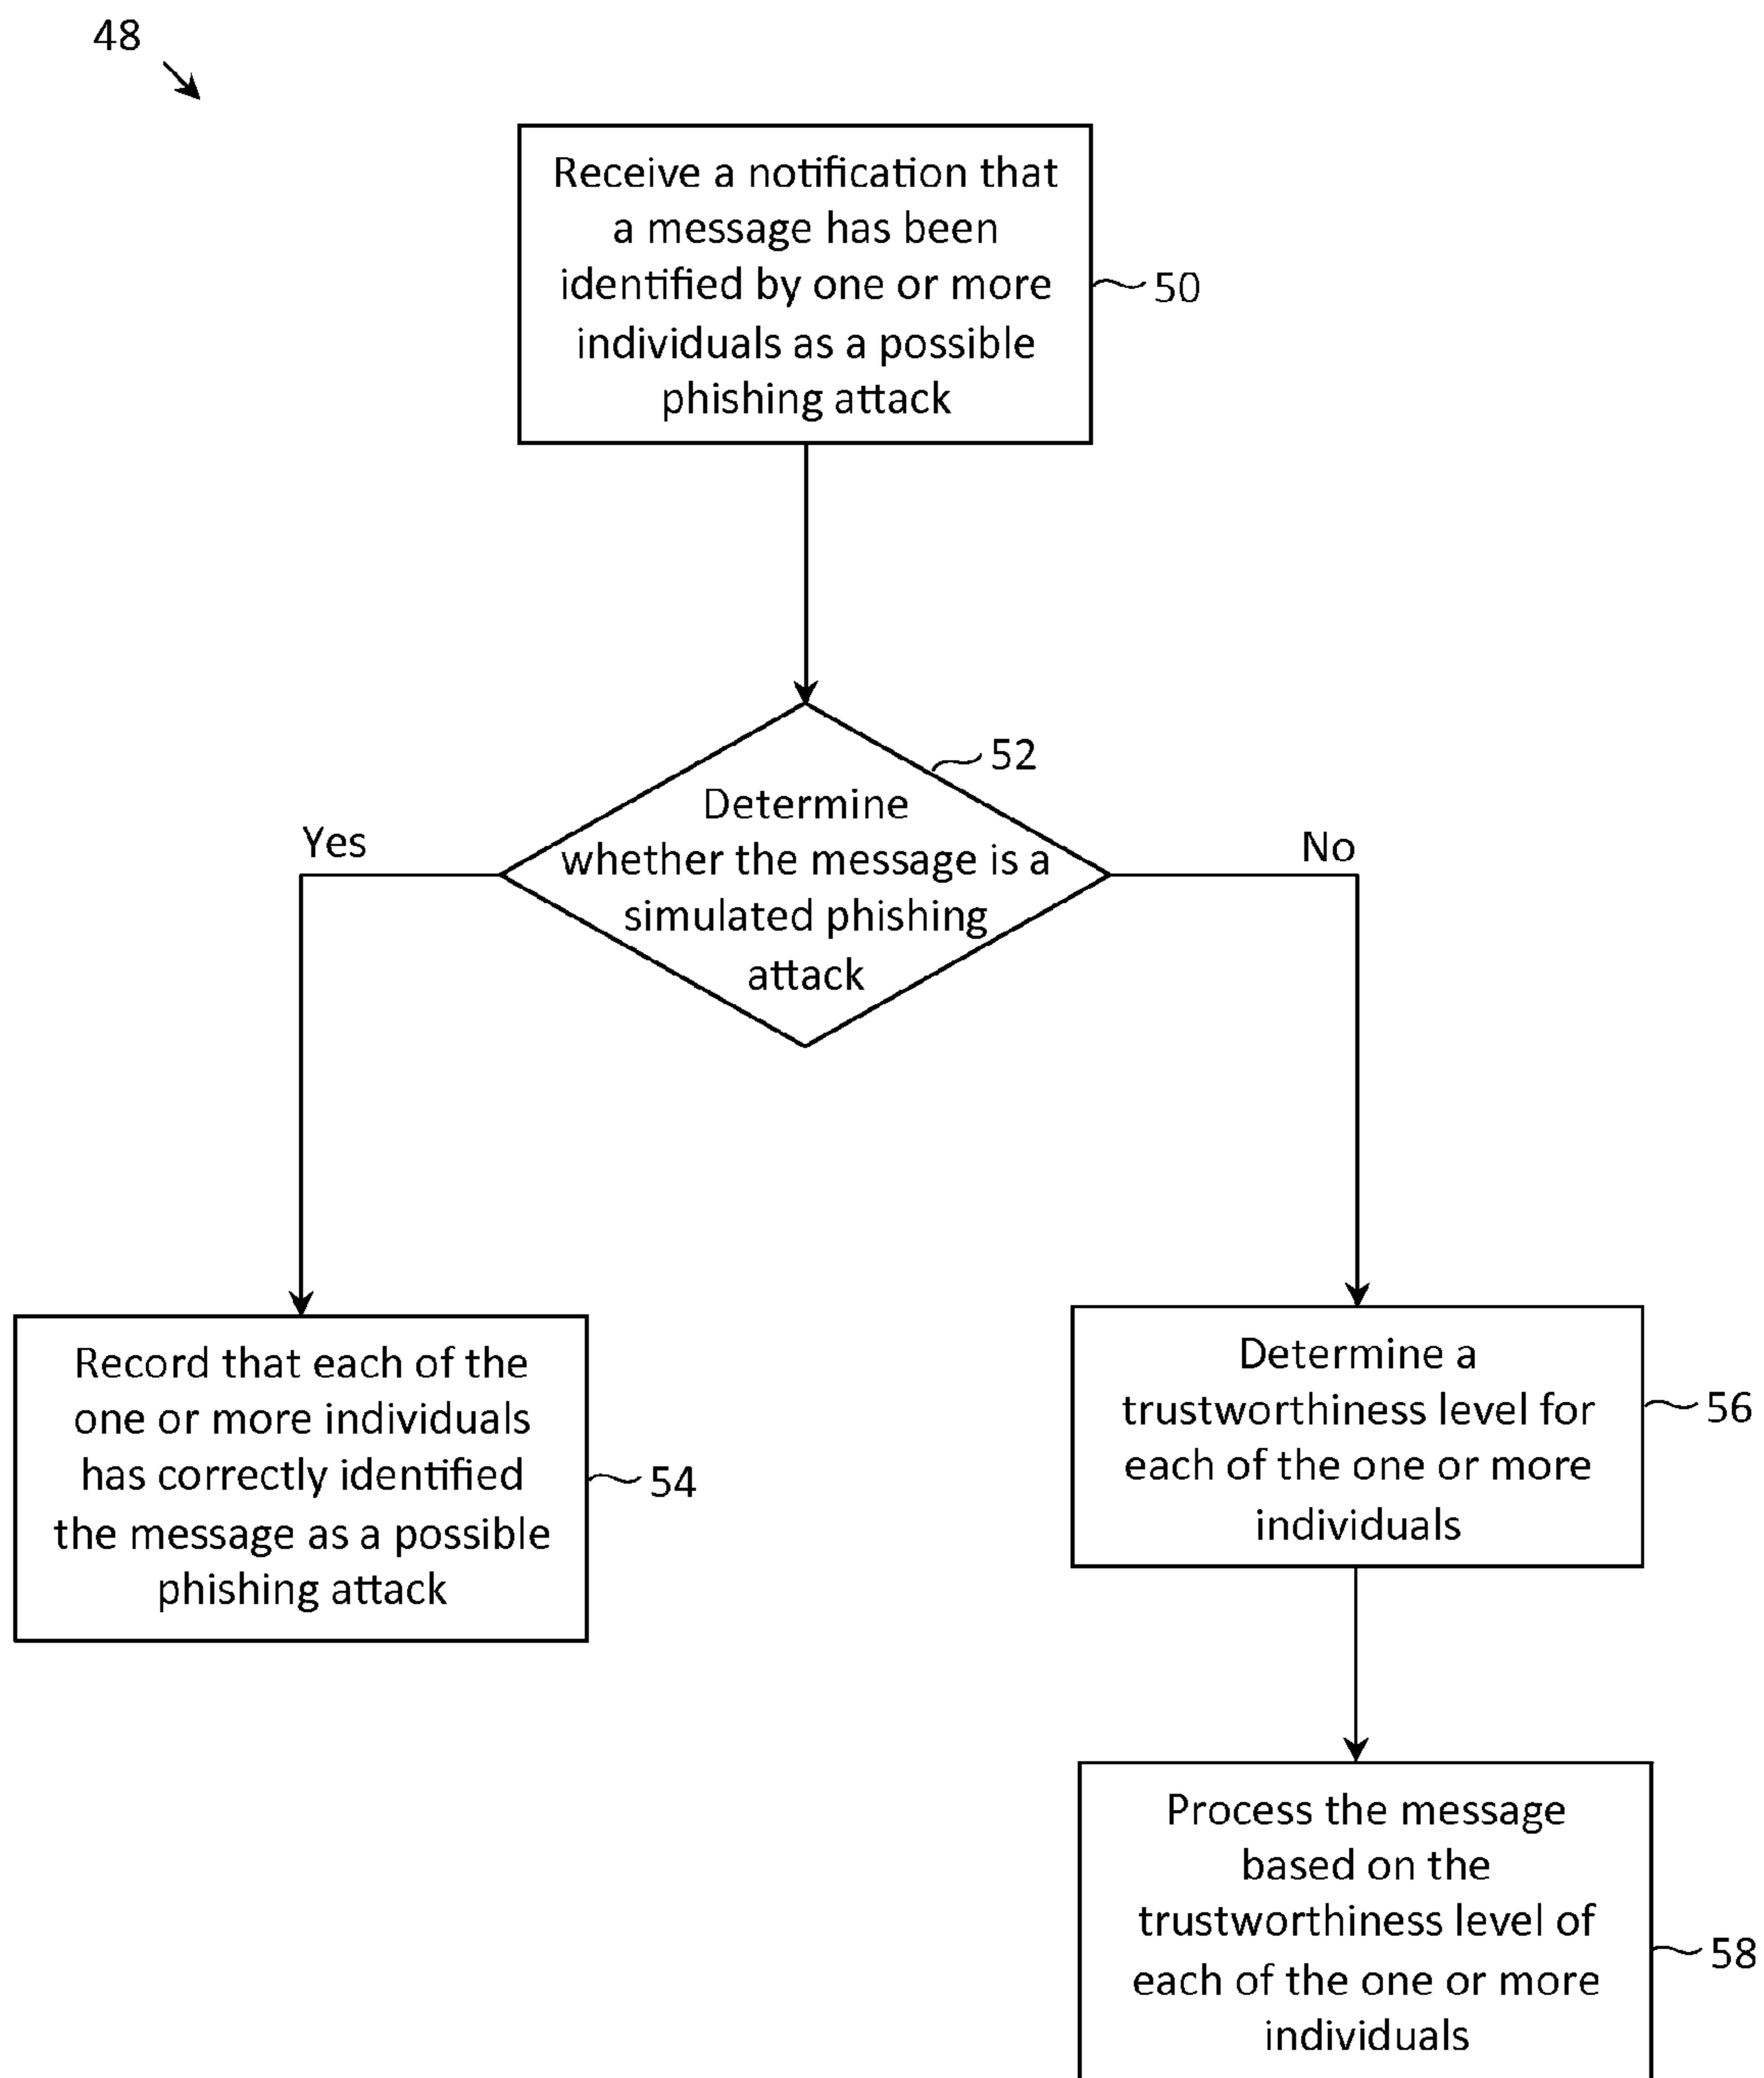 48
Receive a notification that
a message has been
identified by one or more
individuals as a possible
phishing attack
50
52
Determine
whether the message is a
simulated phishing
attack
Yes
No
Record that each of the
one or more individuals
has correctly identified
the message as a possible
phishing attack
54
Determine a
trustworthiness level for
each of the one or more
individuals
56
Process the message
based on the
trustworthiness level of
each of the one or more
individuals
58